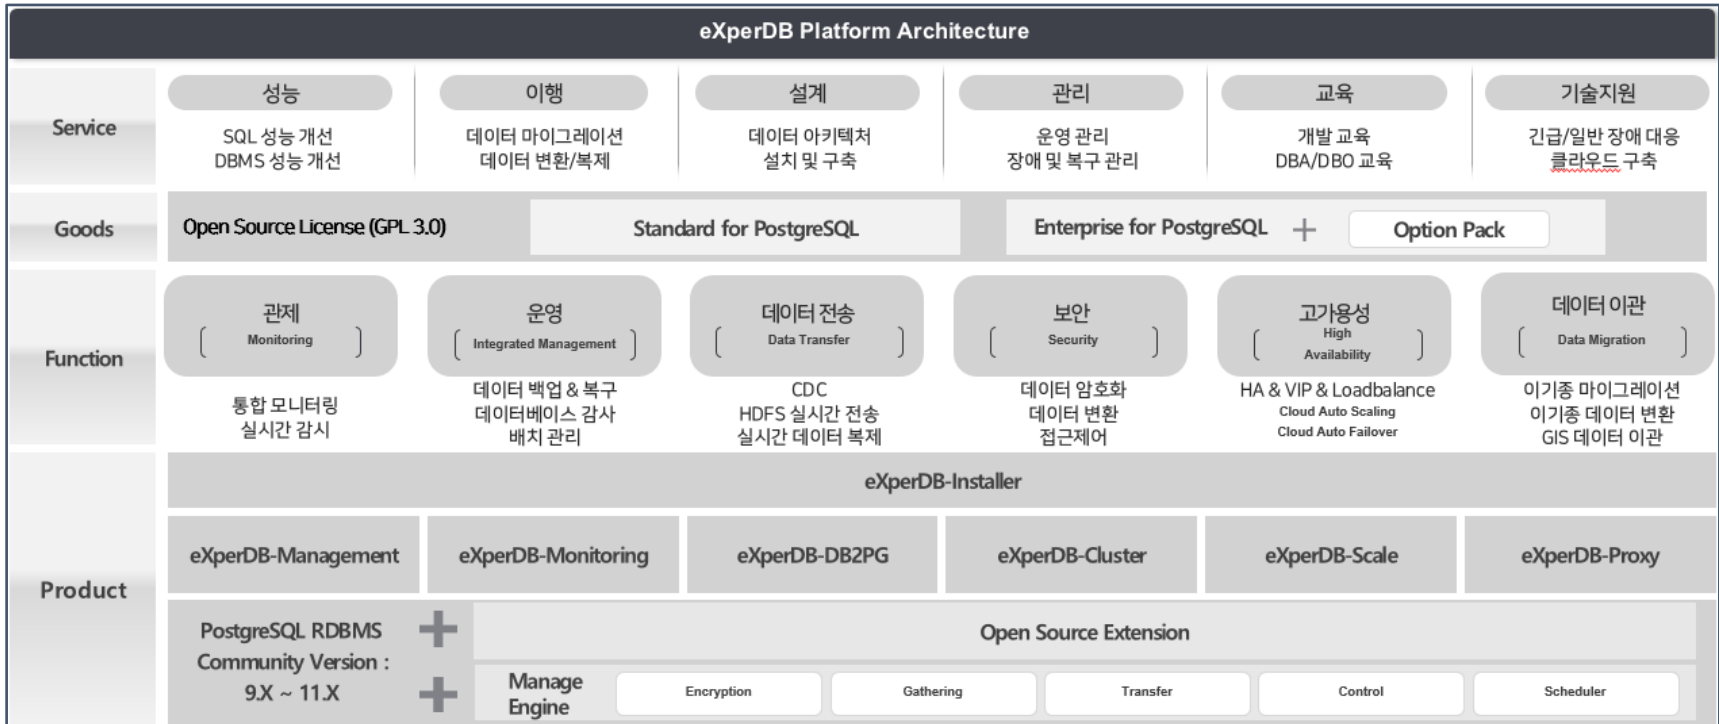 eXperDB Platform Architecture
Service
성능
SQL 성능 개선
DBMS 성능 개선
이행
데이터 마이그레이션
데이터 변환/복제
설계
데이터 아키텍처
설치 및 구축
관리
운영 관리
장애 및 복구 관리
교육
개발 교육
DBA/DBO 교육
기술지원
긴급/일반 장애 대응
클라우드 구축
Goods
Open Source License (GPL 3.0)
Standard for PostgreSQL
Enterprise for PostgreSQL + Option Pack
Function
관제
Monitoring
통합 모니터링
실시간 감시
운영
Integrated Management
데이터 백업 & 복구
데이터베이스 감사
배치 관리
데이터 전송
Data Transfer
CDC
HDFS 실시간 전송
실시간 데이터 복제
보안
Security
데이터 암호화
데이터 변환
접근제어
고가용성
High
Availability
HA & VIP & Loadbalance
Cloud Auto Scaling
Cloud Auto Failover
데이터 이관
Data Migration
이기종 마이그레이션
이기종 데이터 변환
GIS 데이터 이관
Product
eXperDB-Installer
eXperDB-Management
eXperDB-Monitoring
eXperDB-DB2PG
eXperDB-Cluster
eXperDB-Scale
eXperDB-Proxy
PostgreSQL RDBMS
Community Version :
9.X ~ 11.X
+
Open Source Extension
+
Manage
Engine
Encryption
Gathering
Transfer
Control
Scheduler